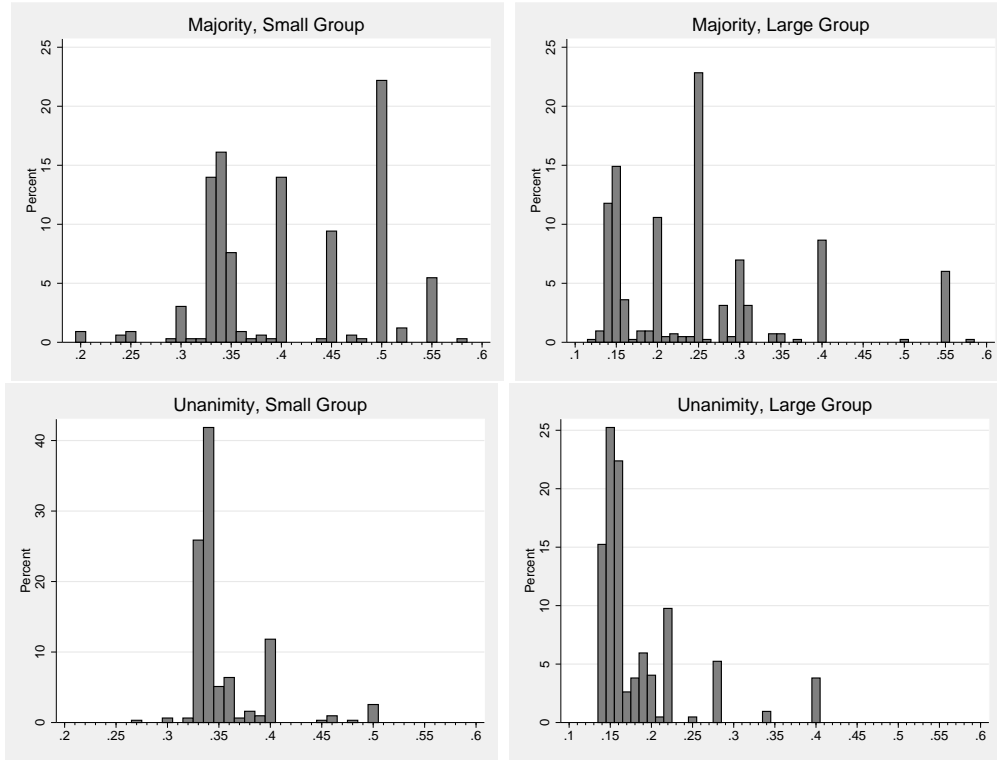 Majority, Small Group
25
20
15
10
5
0
Percent
.2 .25 .3 .35 .4 .45 .5 .55 .6
Majority, Large Group
25
20
15
10
5
0
Percent
.1 .15 .2 .25 .3 .35 .4 .45 .5 .55 .6
Unanimity, Small Group
40
30
20
10
0
Percent
.2 .25 .3 .35 .4 .45 .5 .55 .6
Unanimity, Large Group
25
20
15
10
5
0
Percent
.1 .15 .2 .25 .3 .35 .4 .45 .5 .55 .6